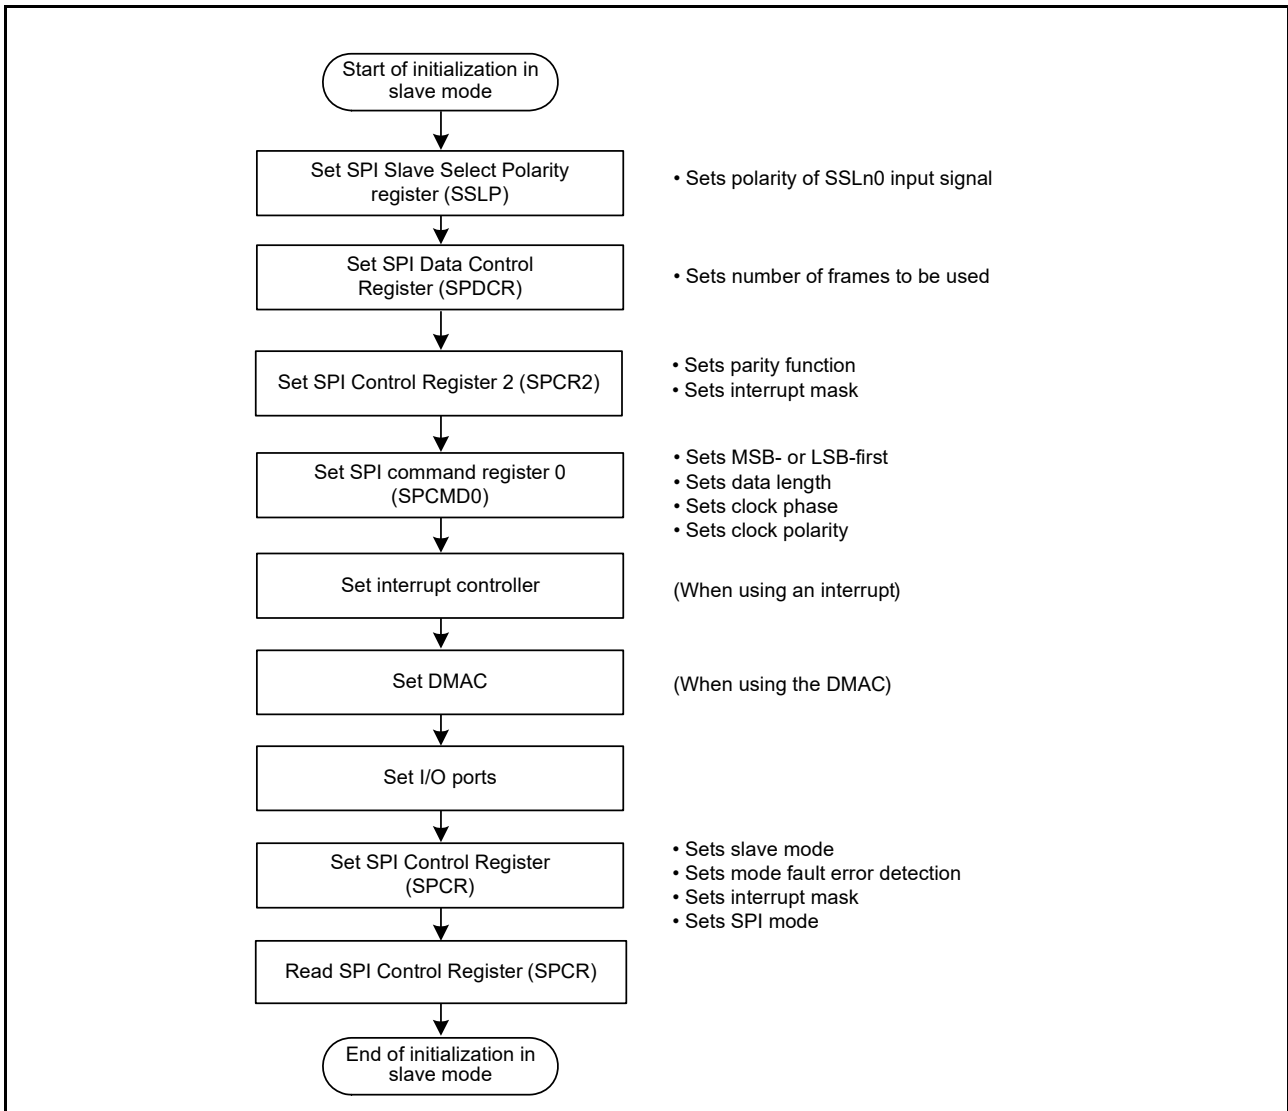 Start of initialization in
slave mode
Set SPI Slave Select Polarity
register (SSLP)
• Sets polarity of SSLn0 input signal
Set SPI Data Control
Register (SPDCR)
• Sets number of frames to be used
Set SPI Control Register 2 (SPCR2)
• Sets parity function
• Sets interrupt mask
Set SPI command register 0
(SPCMD0)
• Sets MSB- or LSB-first
• Sets data length
• Sets clock phase
• Sets clock polarity
Set interrupt controller
(When using an interrupt)
Set DMAC
(When using the DMAC)
Set I/O ports
Set SPI Control Register
(SPCR)
• Sets slave mode
• Sets mode fault error detection
• Sets interrupt mask
• Sets SPI mode
Read SPI Control Register (SPCR)
End of initialization in
slave mode